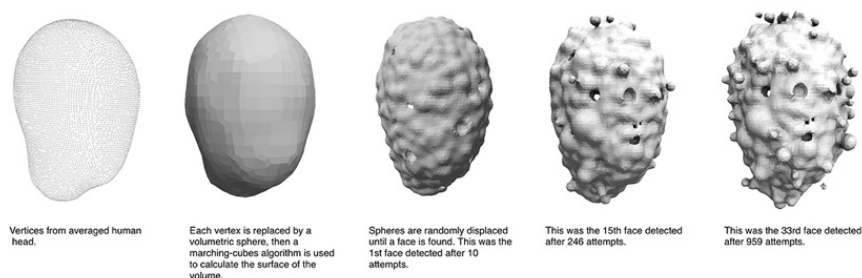 Vertices from averaged human
head.
Each vertex is replaced by a
volumetric sphere, then a
marching-cubes algorithm is used
to calculate the surface of the
volume.
Spheres are randomly displaced
until a face is found. This was the
1st face detected after 10
attempts.
This was the 15th face detected
after 246 attempts.
This was the 33rd face detected
after 959 attempts.